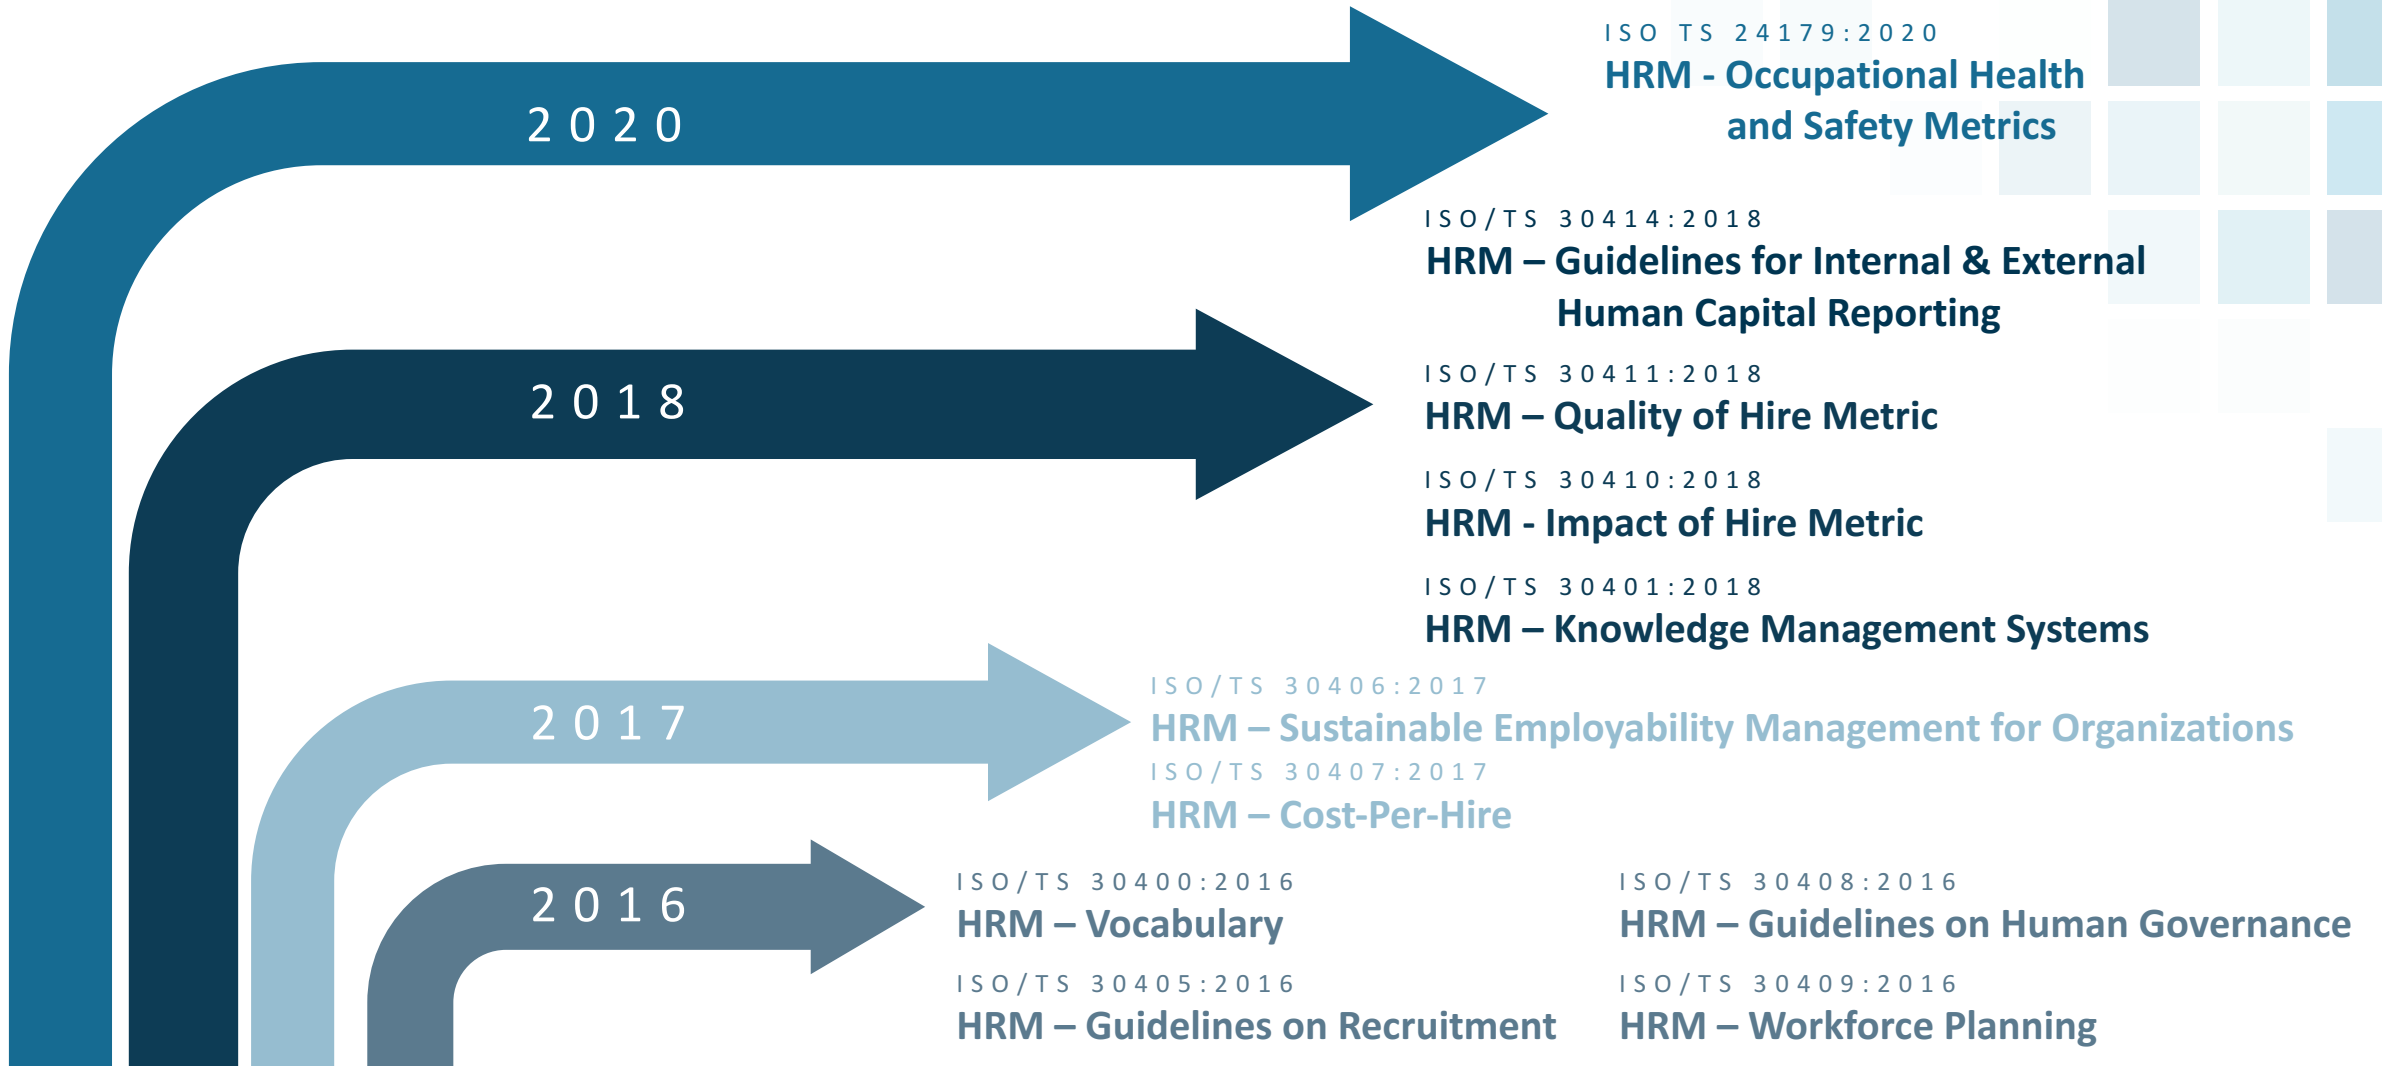 2020
ISO TS 24179:2020
HRM - Occupational Health
and Safety Metrics
2018
ISO/TS 30414:2018
HRM – Guidelines for Internal & External
Human Capital Reporting
ISO/TS 30411:2018
HRM – Quality of Hire Metric
ISO/TS 30410:2018
HRM - Impact of Hire Metric
ISO/TS 30401:2018
HRM – Knowledge Management Systems
2017
ISO/TS 30406:2017
HRM – Sustainable Employability Management for Organizations
ISO/TS 30407:2017
HRM – Cost-Per-Hire
2016
ISO/TS 30400:2016
HRM – Vocabulary
ISO/TS 30405:2016
HRM – Guidelines on Recruitment
ISO/TS 30408:2016
HRM – Guidelines on Human Governance
ISO/TS 30409:2016
HRM – Workforce Planning